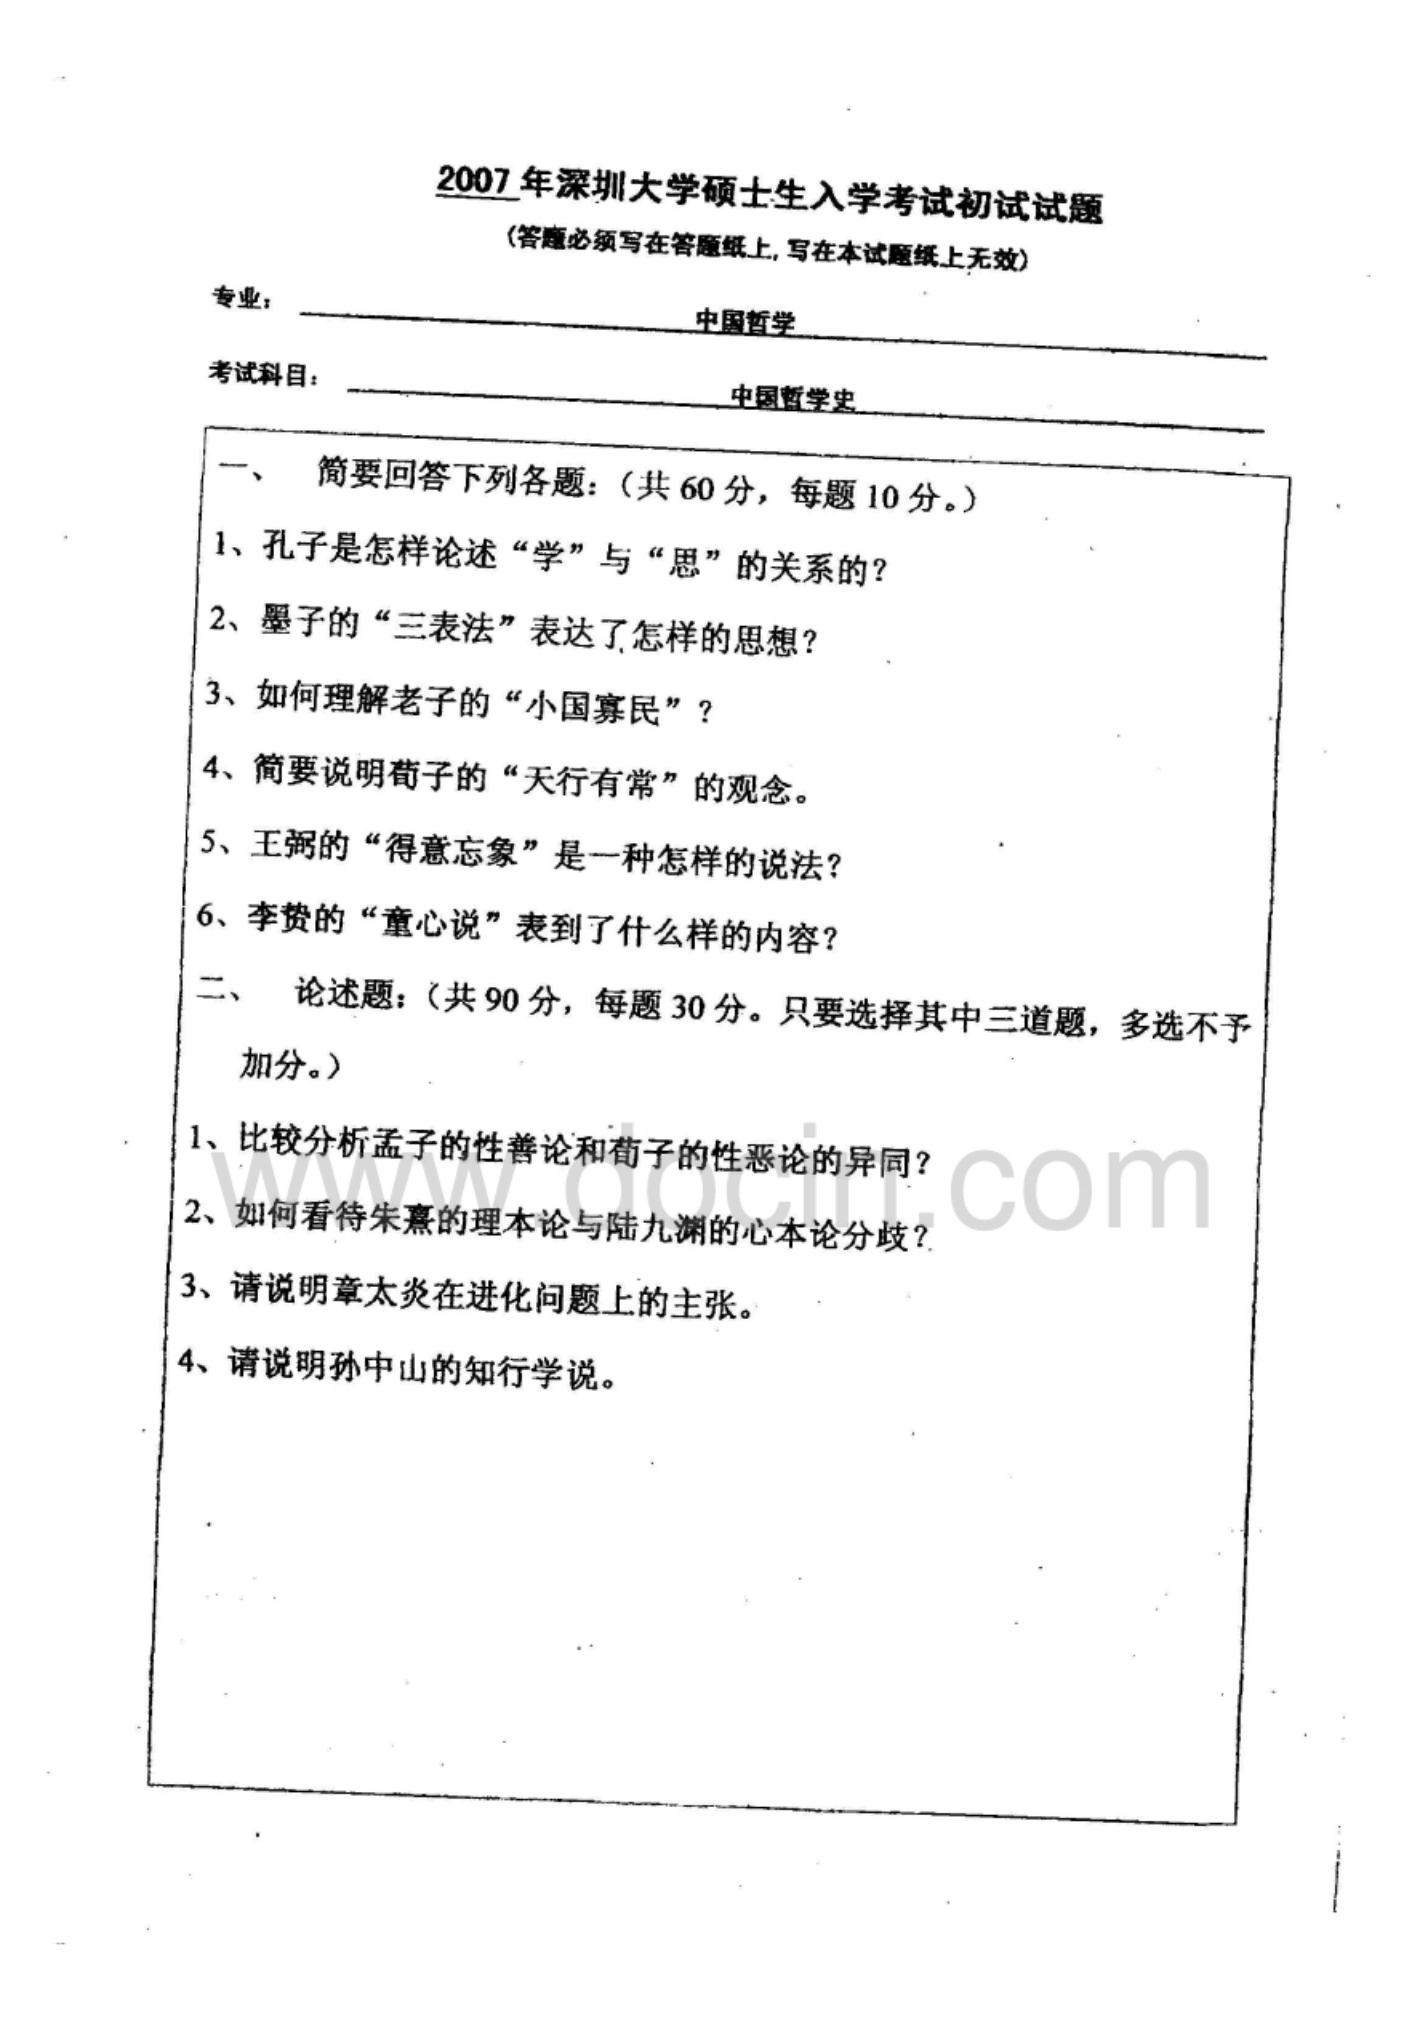 2007 年深圳大学硕士生入学考试初试试题
(答题必须写在答题纸上, 写在本试题纸上无效)
专业： 中国哲学
考试科目： 中国哲学史
一、 简要回答下列各题：（共 60 分，每题 10 分。）
1、孔子是怎样论述“学”与“思”的关系的？
2、墨子的“三表法”表达了怎样的思想？
3、如何理解老子的“小国寡民”？
4、简要说明荀子的“天行有常”的观念。
5、王弼的“得意忘象”是一种怎样的说法？
6、李贽的“童心说”表到了什么样的内容？
二、 论述题：（共 90 分，每题 30 分。只要选择其中三道题，多选不予
加分。）
1、比较分析孟子的性善论和荀子的性恶论的异同？
www.docin.com
2、如何看待朱熹的理本论与陆九渊的心本论分歧？
3、请说明章太炎在进化问题上的主张。
4、请说明孙中山的知行学说。